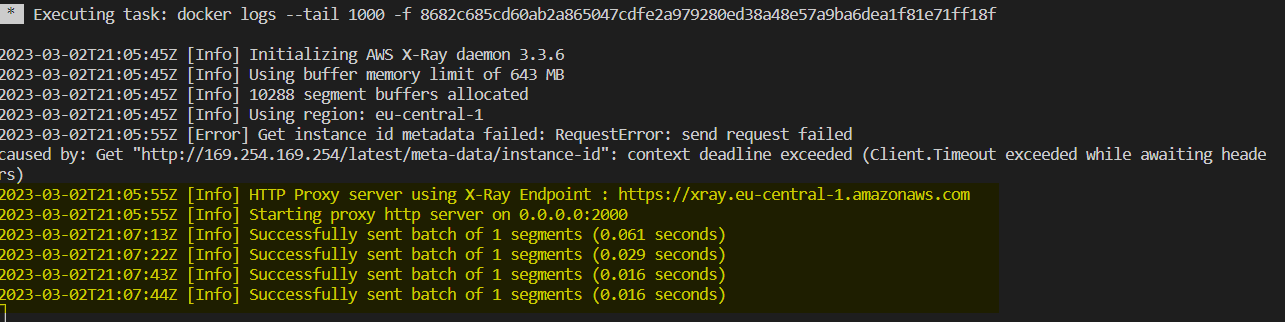 * Executing task: docker logs --tail 1000 -f 8682c685cd60ab2a865047cdfe2a979280ed38a48e57a9ba6dea1f81e71ff18f
2023-03-02T21:05:45Z [Info] Initializing AWS X-Ray daemon 3.3.6
2023-03-02T21:05:45Z [Info] Using buffer memory limit of 643 MB
2023-03-02T21:05:45Z [Info] 10288 segment buffers allocated
2023-03-02T21:05:45Z [Info] Using region: eu-central-1
2023-03-02T21:05:55Z [Error] Get instance id metadata failed: RequestError: send request failed
caused by: Get "http://169.254.169.254/latest/meta-data/instance-id": context deadline exceeded (Client.Timeout exceeded while awaiting heade
rs)
2023-03-02T21:05:55Z [Info] HTTP Proxy server using X-Ray Endpoint : https://xray.eu-central-1.amazonaws.com
2023-03-02T21:05:55Z [Info] Starting proxy http server on 0.0.0.0:2000
2023-03-02T21:07:13Z [Info] Successfully sent batch of 1 segments (0.061 seconds)
2023-03-02T21:07:22Z [Info] Successfully sent batch of 1 segments (0.029 seconds)
2023-03-02T21:07:43Z [Info] Successfully sent batch of 1 segments (0.016 seconds)
2023-03-02T21:07:44Z [Info] Successfully sent batch of 1 segments (0.016 seconds)